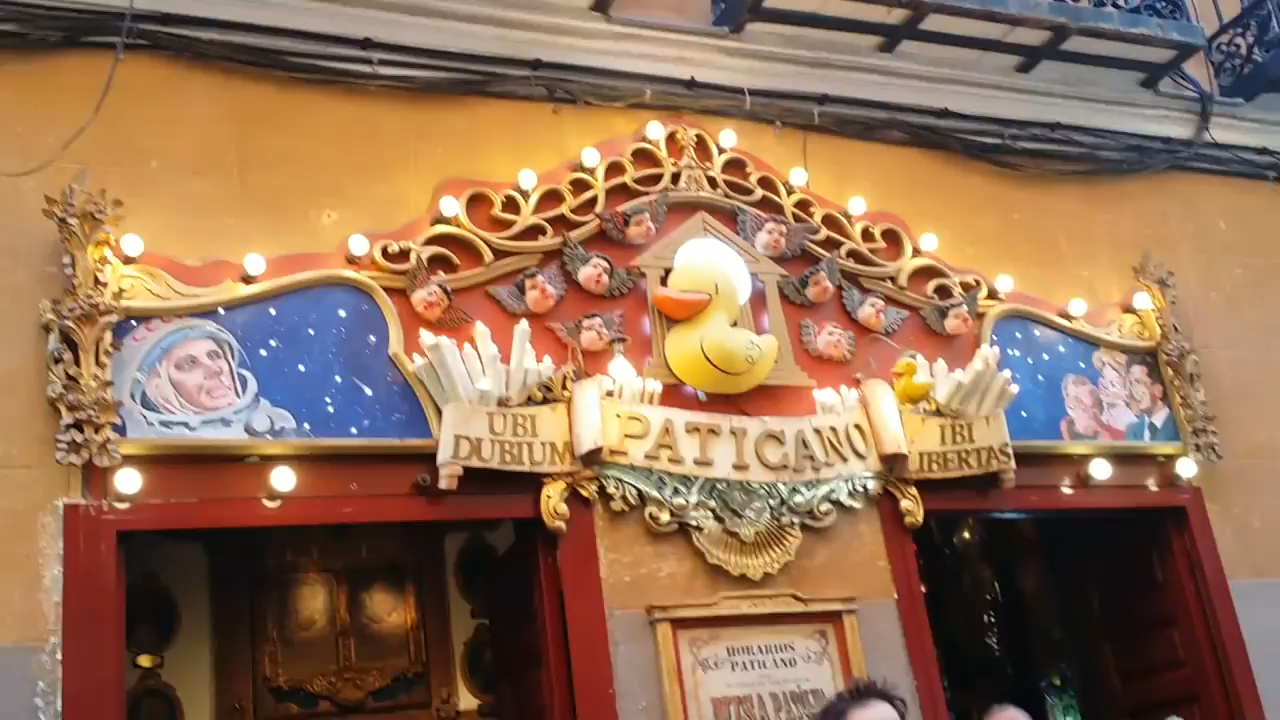 UBI
DUBIUM
PATICANO
IBI
LIBERTAS
HORARIOS
PATICANO